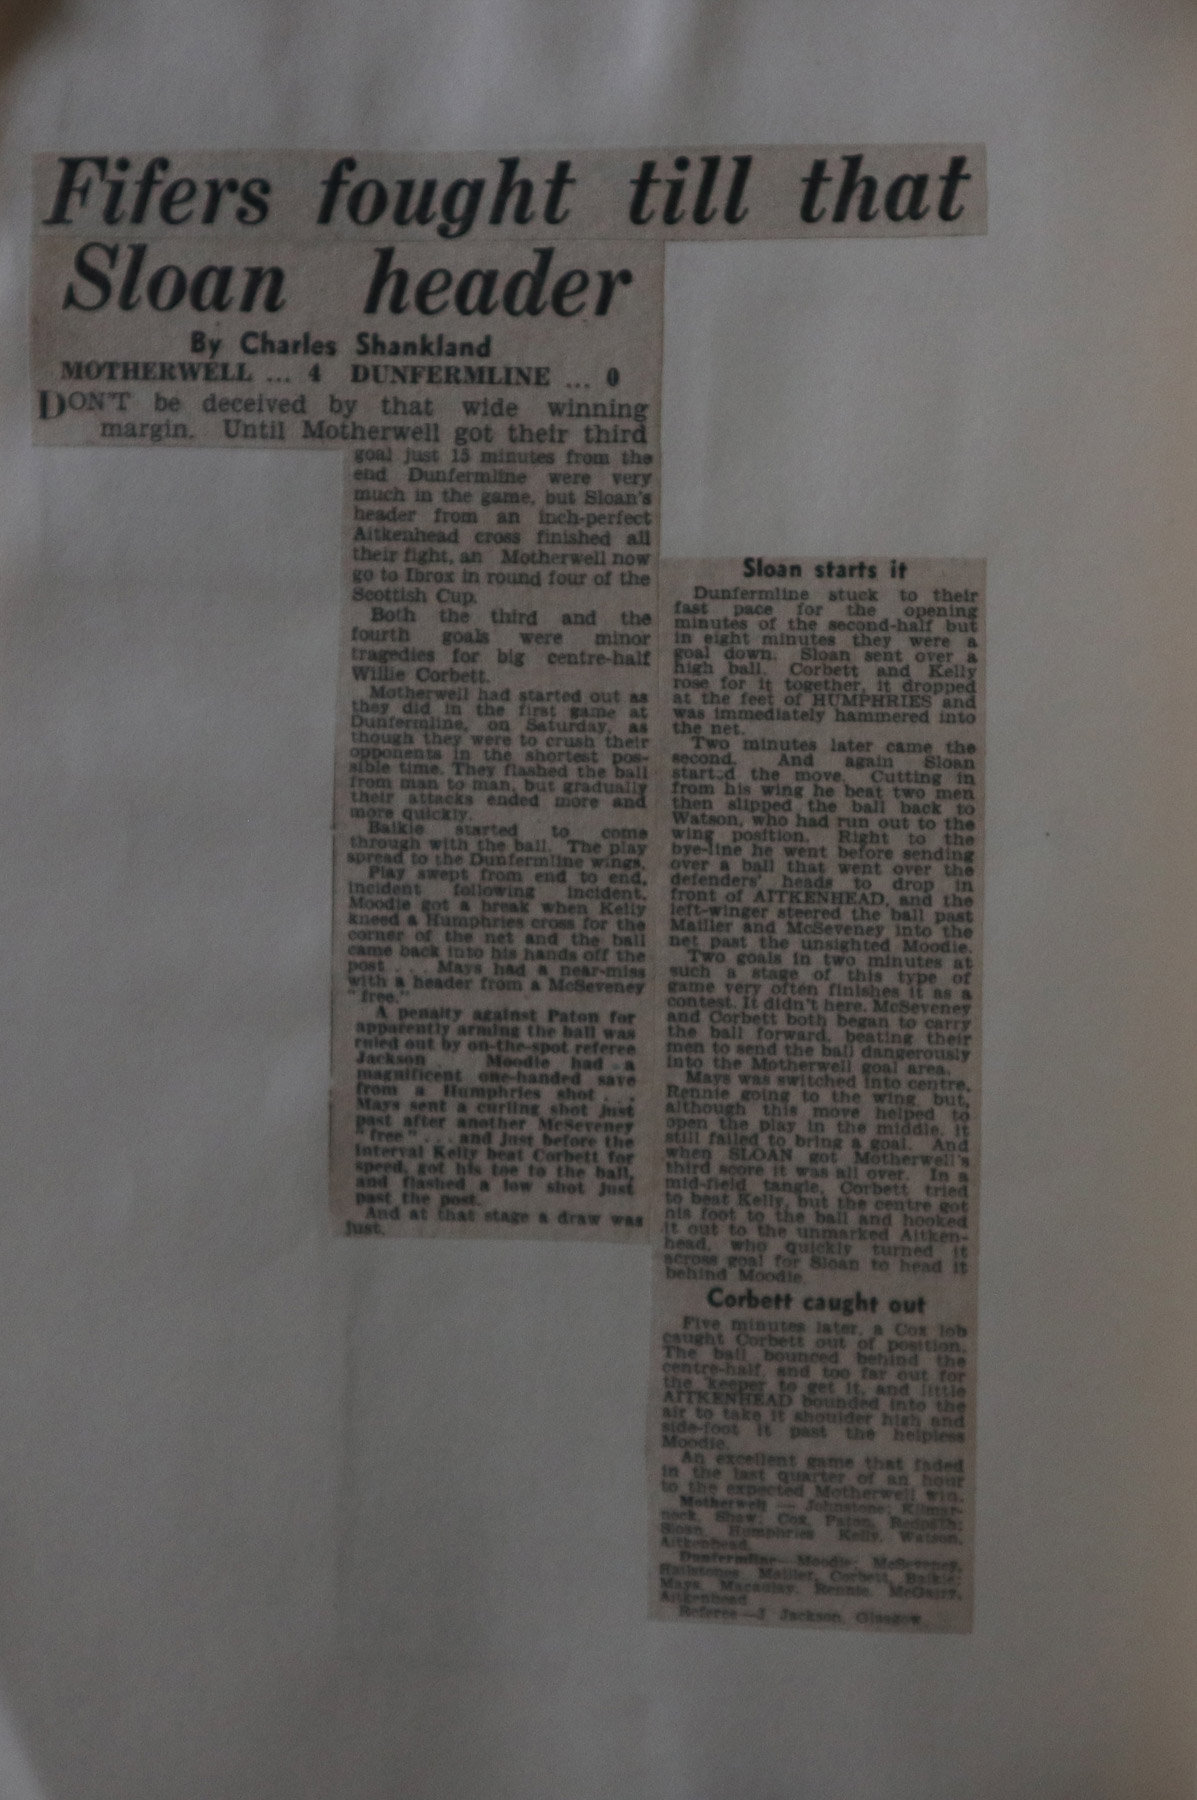 Fifers fought till that
Sloan header
By Charles Shankland
MOTHERWELL ... 4 DUNFERMLINE ... 0
DON'T be deceived by that wide winning
margin. Until Motherwell got their third
goal just 15 minutes from the
end Dunfermline were very
much in the game, but Sloan's
header from an inch-perfect
Aitkenhead cross finished all
their fight, an Motherwell now
go to Ibrox in round four of the
Scottish Cup.
Both the third and the
fourth goals were minor
tragedies for big centre-half
Willie Corbett.
Motherwell had started out as
they did in the first game at
Dunfermline, on Saturday, as
though they were to crush their
opponents in the shortest pos-
sible time. They flashed the ball
from man to man, but gradually
their attacks ended more and
more quickly.
Baikie started to come
through with the ball. The play
spread to the Dunfermline wings.
Play swept from end to end,
incident following incident.
Moodie got a break when Kelly
kneed a Humphries cross for the
corner of the net and the ball
came back into his hands off the
post . . . Mays had a near-miss
with a header from a McSeveney
"free."
A penalty against Paton for
apparently arming the ball was
ruled out by on-the-spot referee
Jackson Moodie had a
magnificent one-handed save
from a Humphries shot . . .
Mays sent a curling shot just
past after another McSeveney
"free" . . . and just before the
interval Kelly beat Corbett for
speed, got his toe to the ball,
and flashed a low shot just
past the post.
And at that stage a draw was
just.
Sloan starts it
Dunfermline stuck to their
fast pace for the opening
minutes of the second-half but
in eight minutes they were a
goal down. Sloan sent over a
high ball. Corbett and Kelly
rose for it together, it dropped
at the feet of HUMPHRIES and
was immediately hammered into
the net.
Two minutes later came the
second. And again Sloan
started the move. Cutting in
from his wing he beat two men
then slipped the ball back to
Watson, who had run out to the
wing position. Right to the
bye-line he went before sending
over a ball that went over the
defenders' heads to drop in
front of AITKENHEAD, and the
left-winger steered the ball past
Mailer and McSeveney into the
net past the unsighted Moodie.
Two goals in two minutes at
such a stage of this type of
game very often finishes it as a
contest. It didn't here. McSeveney
and Corbett both began to carry
the ball forward, beating their
men to send the ball dangerously
into the Motherwell goal area.
Mays was switched into centre,
Rennie going to the wing, but,
although this move helped to
open the play in the middle, it
still failed to bring a goal. And
when SLOAN got Motherwell's
third score it was all over. In a
mid-field tangle, Corbett tried
to beat Kelly, but the centre got
his foot to the ball and hooked
it out to the unmarked Aitken-
head, who quickly turned it
across goal for Sloan to head it
behind Moodie.
Corbett caught out
Five minutes later, a Cox lob
caught Corbett out of position.
The ball bounced behind the
centre-half, and too far out for
the 'keeper to get it, and little
AITKENHEAD bounded into the
air to take it shoulder high and
side-foot it past the helpless
Moodie.
An excellent game that faded
in the last quarter of an hour
to the expected Motherwell win.
Motherwell — Johnstone; Kilmar-
nock, Shaw; Cox, Paton, Redpath;
Sloan, Humphries, Kelly, Watson,
Aitkenhead.
Dunfermline—Moodie; McSeveney,
Mailer, Corbett, Baikie;
Mays, Macaulay, Rennie, McGairy,
Aitkenhead
Referee—J Jackson, Glasgow.